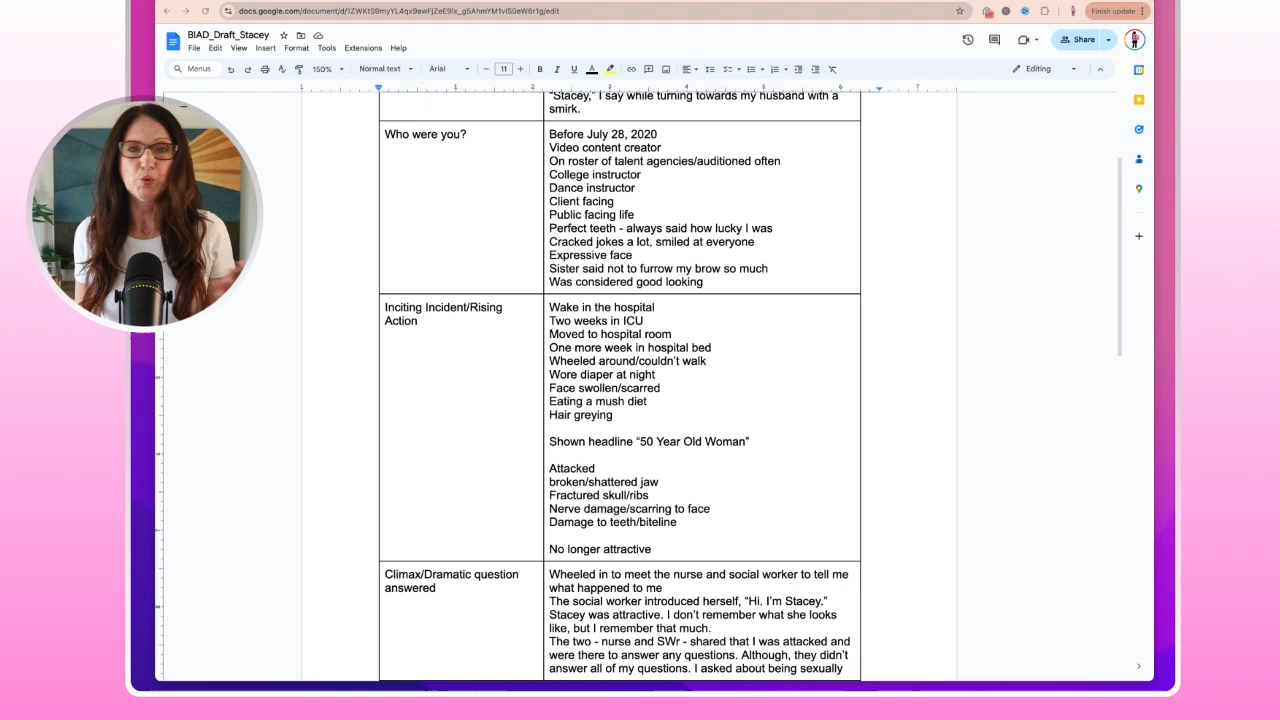 docs.google.com/document/d/1ZWKtS9myYL4qx9awFjZeE9lx_g5AhmYM1viS0eW6r1g/edit
Finish update
BIAD_Draft_Stacey
File Edit View Insert Format Tools Extensions Help
Share
Menus
150%
Normal text
Arial
11
B I U A
Editing
1 1 2 3 4 5 6 7
"Stacey," I say while turning towards my husband with a
smirk.
Who were you?
Before July 28, 2020
Video content creator
On roster of talent agencies/auditioned often
College instructor
Dance instructor
Client facing
Public facing life
Perfect teeth - always said how lucky I was
Cracked jokes a lot, smiled at everyone
Expressive face
Sister said not to furrow my brow so much
Was considered good looking
Inciting Incident/Rising
Action
Wake in the hospital
Two weeks in ICU
Moved to hospital room
One more week in hospital bed
Wheeled around/couldn't walk
Wore diaper at night
Face swollen/scarred
Eating a mush diet
Hair greying
Shown headline "50 Year Old Woman"
Attacked
broken/shattered jaw
Fractured skull/ribs
Nerve damage/scarring to face
Damage to teeth/biteline
No longer attractive
Climax/Dramatic question
answered
Wheeled in to meet the nurse and social worker to tell me
what happened to me
The social worker introduced herself, "Hi. I'm Stacey."
Stacey was attractive. I don't remember what she looks
like, but I remember that much.
The two - nurse and SWr - shared that I was attacked and
were there to answer any questions. Although, they didn't
answer all of my questions. I asked about being sexually